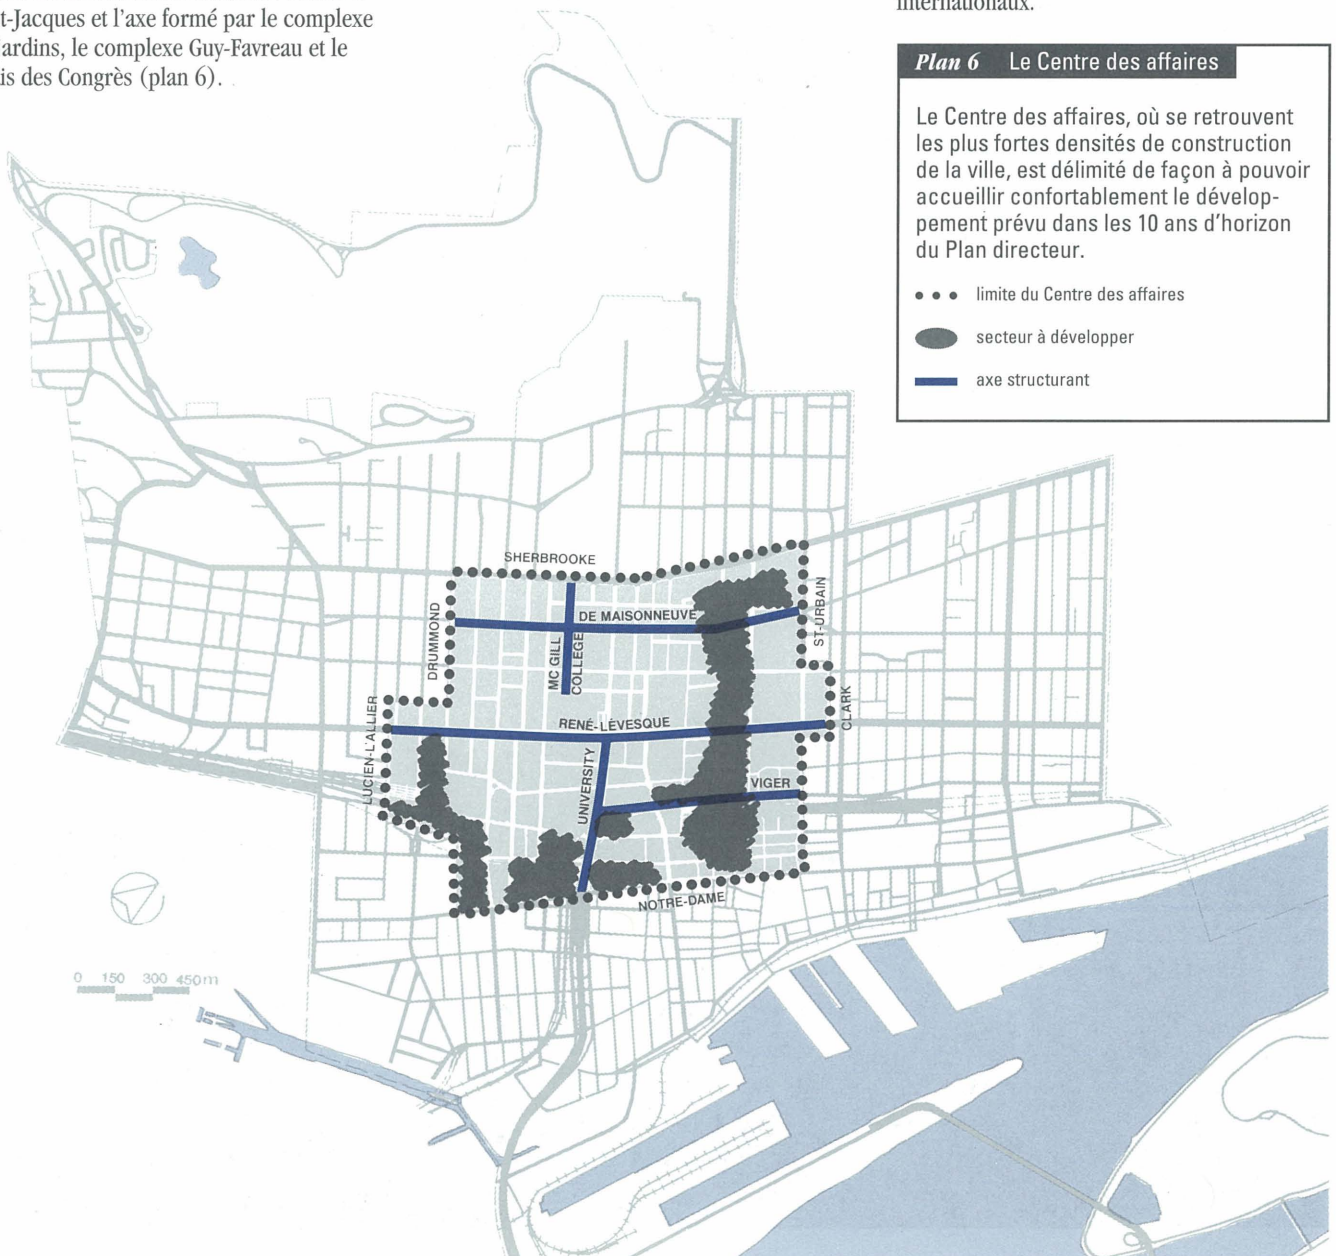 t-Jacques et l'axe formé par le complexe
ardins, le complexe Guy-Favreau et le
is des Congrès (plan 6).
internationaux.
Plan 6 Le Centre des affaires
Le Centre des affaires, où se retrouvent
les plus fortes densités de construction
de la ville, est délimité de façon à pouvoir
accueillir confortablement le dévelop-
pement prévu dans les 10 ans d'horizon
du Plan directeur.
limite du Centre des affaires
secteur à développer
axe structurant
SHERBROOKE
DE MAISONNEUVE
ST-URBAIN
DRUMMOND
MC GILL
COLLEGE
CLARK
LUCIEN-L'ALLIER
RENÉ-LÉVESQUE
UNIVERSITY
VIGER
NOTRE-DAME
0 150 300 450m